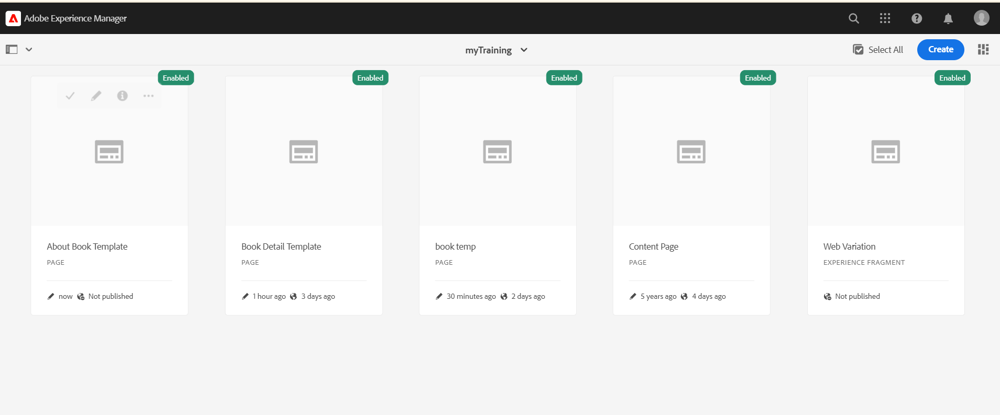 Adobe Experience Manager
myTraining
Select All
Create
Enabled
About Book Template
PAGE
now Not published
Enabled
Book Detail Template
PAGE
1 hour ago 3 days ago
Enabled
book temp
PAGE
30 minutes ago 2 days ago
Enabled
Content Page
PAGE
5 years ago 4 days ago
Enabled
Web Variation
EXPERIENCE FRAGMENT
Not published